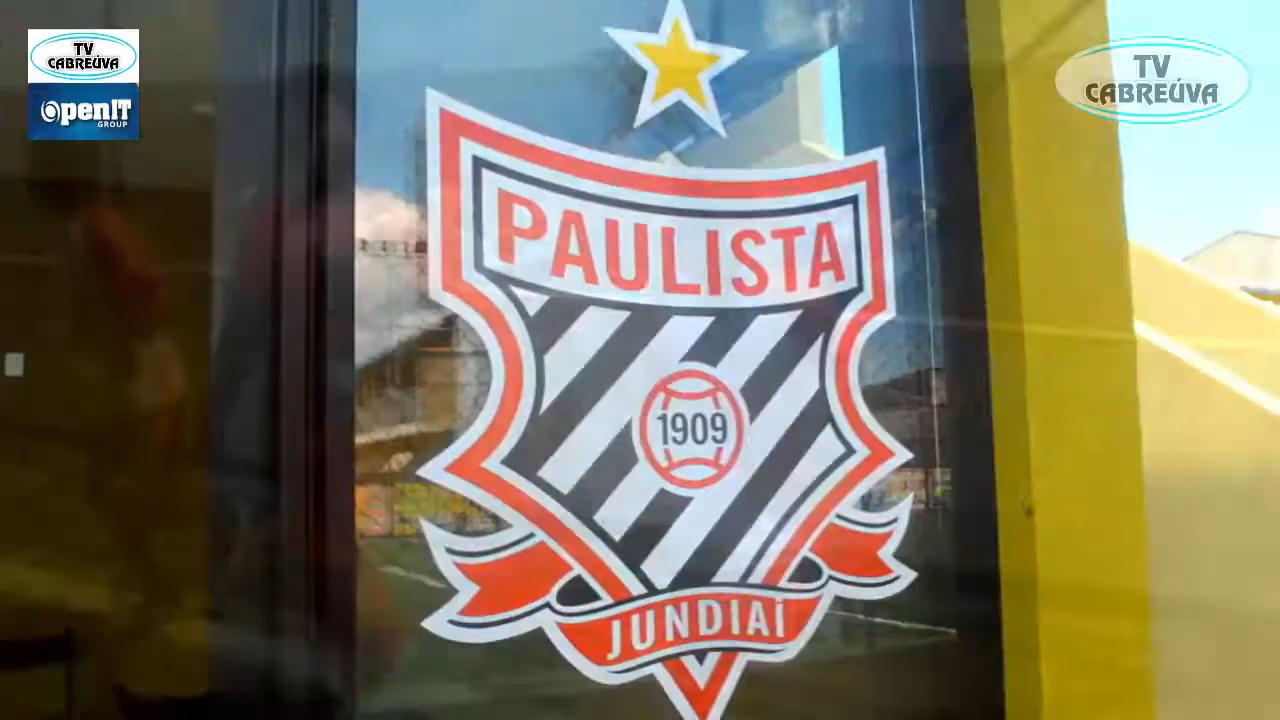 TV
CABREÚVA
openIT
GROUP
TV
CABREÚVA
PAULISTA
1909
JUNDIAÍ